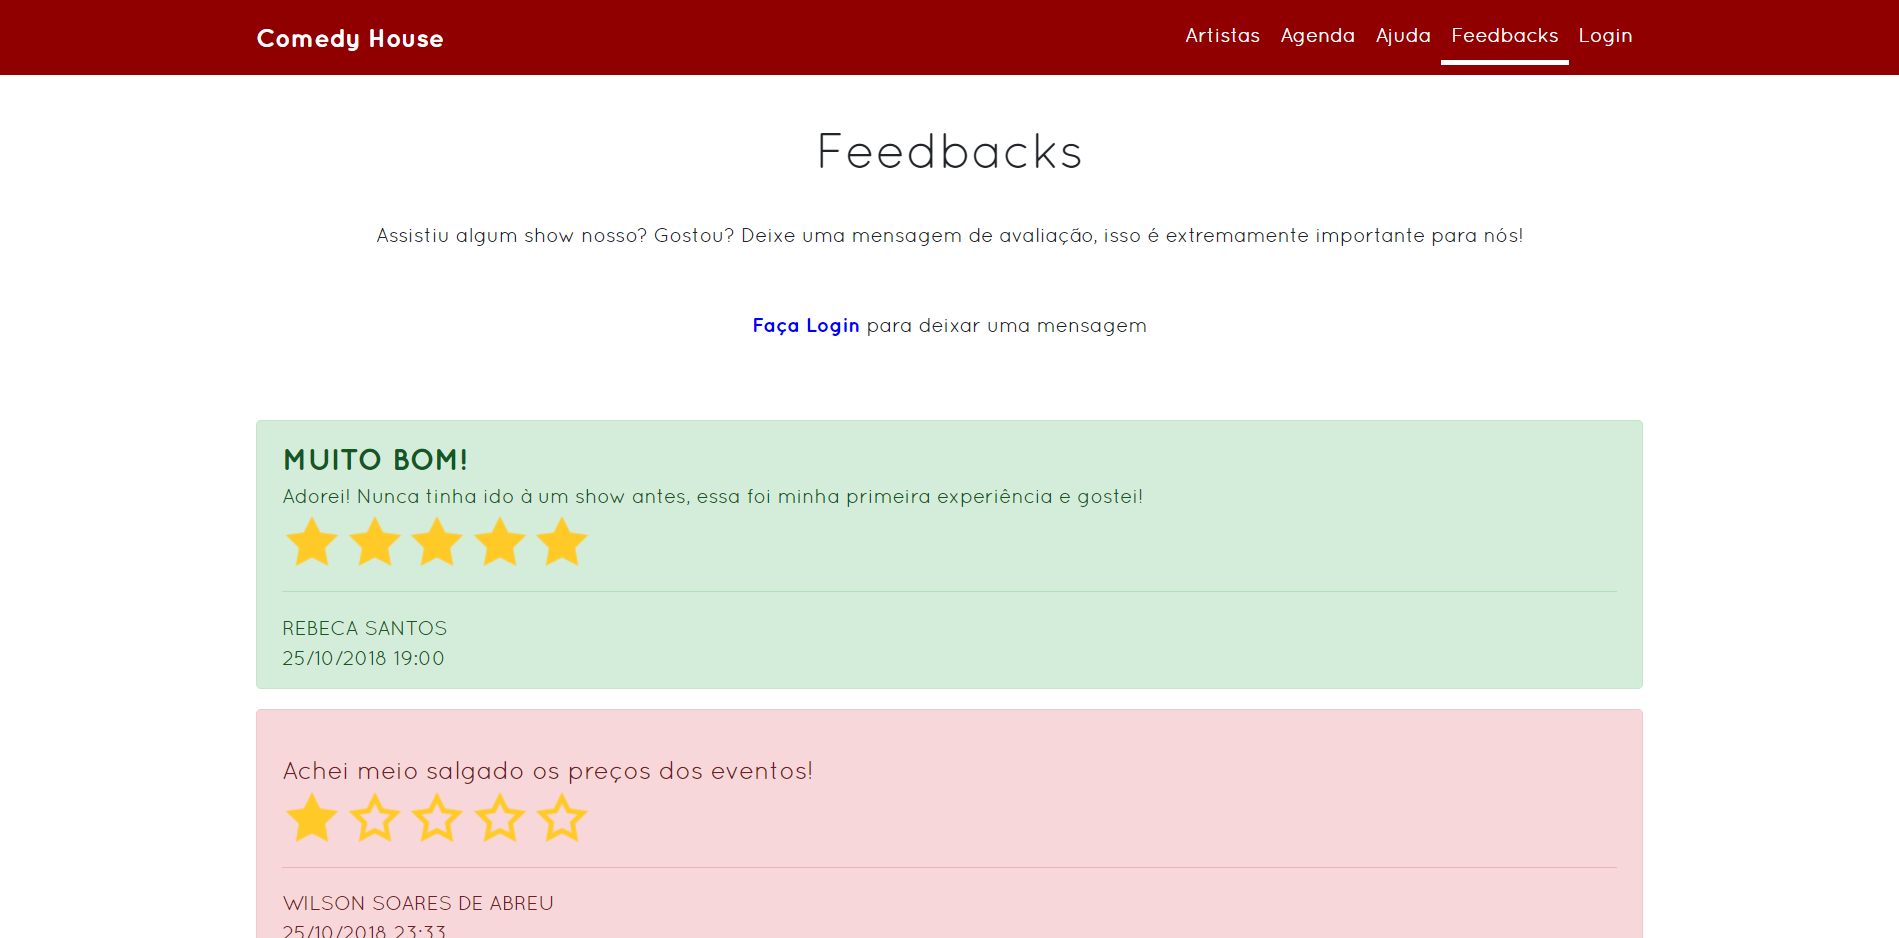 Comedy House
Artistas Agenda Ajuda Feedbacks Login
Feedbacks
Assistiu algum show nosso? Gostou? Deixe uma mensagem de avaliação, isso é extremamente importante para nós!
Faça Login para deixar uma mensagem
MUITO BOM!
Adorei! Nunca tinha ido à um show antes, essa foi minha primeira experiência e gostei!
REBECA SANTOS
25/10/2018 19:00
Achei meio salgado os preços dos eventos!
WILSON SOARES DE ABREU
25/10/2018 23:33